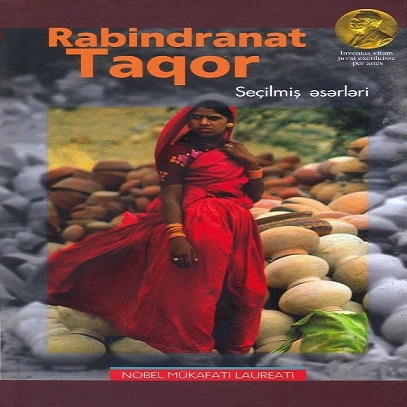 Rabindranat
Taqor
Seçilmiş əsərləri
Inventas vitam
juvat excoluisse
per artes
NOBEL MÜKAFATI LAUREATI